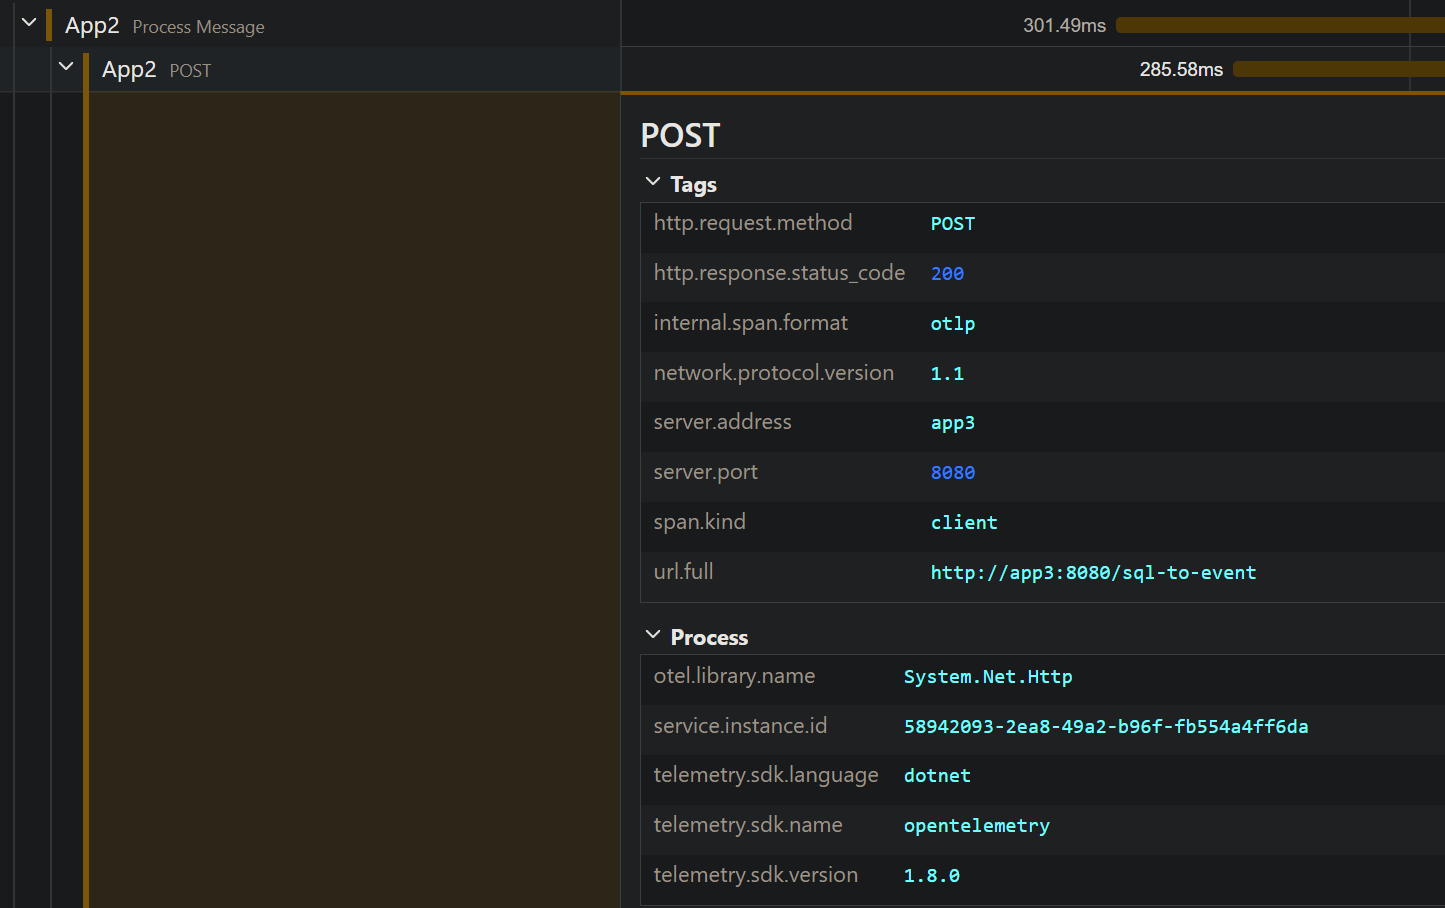 App2 Process Message 301.49ms
App2 POST 285.58ms
POST
Tags
http.request.method POST
http.response.status_code 200
internal.span.format otlp
network.protocol.version 1.1
server.address app3
server.port 8080
span.kind client
url.full http://app3:8080/sql-to-event
Process
otel.library.name System.Net.Http
service.instance.id 58942093-2ea8-49a2-b96f-fb554a4ff6da
telemetry.sdk.language dotnet
telemetry.sdk.name opentelemetry
telemetry.sdk.version 1.8.0